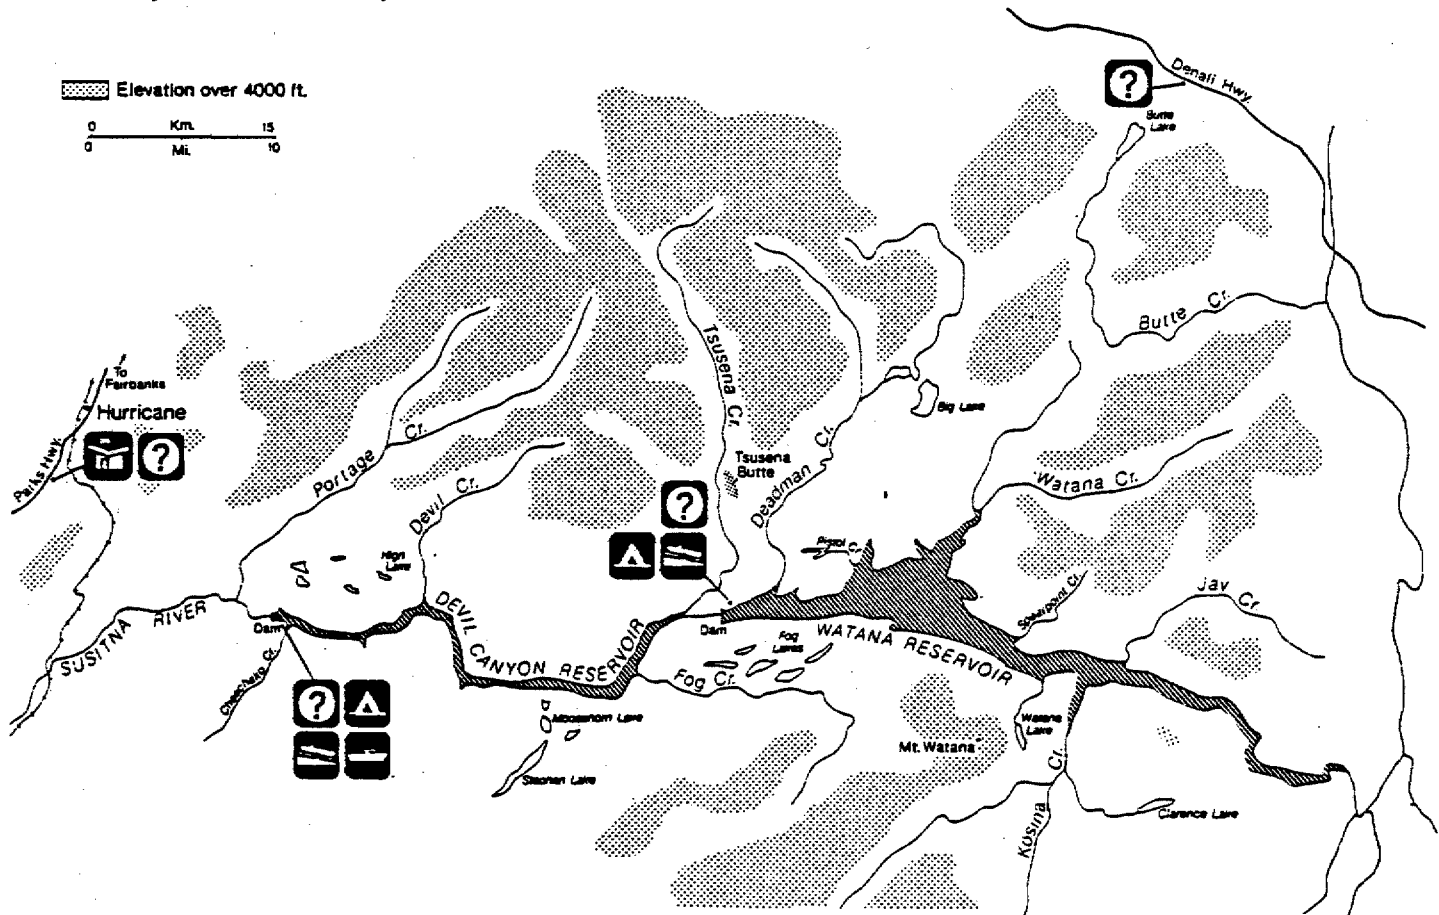 Elevation over 4000 ft.
0 Km. 15
0 Mi. 10
Denali Hwy.
Butte
Lake
Butte Cr.
To
Fairbanks
Hurricane
Parks Hwy.
Portage Cr.
Devil Cr.
High
Lake
Tsusena Cr.
Tsusena
Butte
Deadman Cr.
Big Lake
Watana Cr.
Pistol Cr.
Jay Cr.
SUSITNA RIVER
Dam
DEVIL CANYON RESERVOIR
Dam
WATANA RESERVOIR
Fog
Lakes
Fog Cr.
Moosehorn Lake
Stephan Lake
Mt. Watana
Watana
Lake
Kosina Cr.
Clarence Lake
?
?
?
?